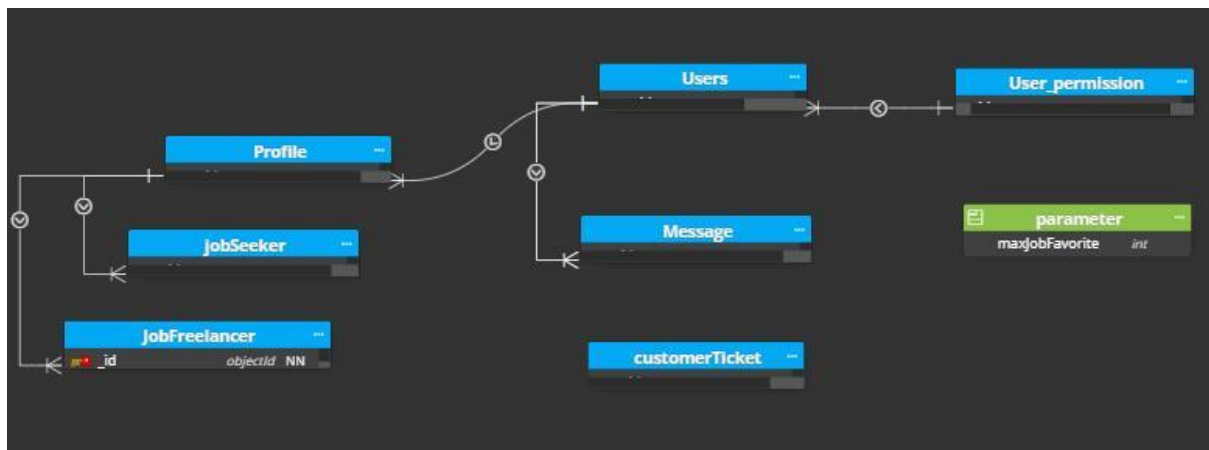 Users
User_permission
Profile
parameter
maxJobFavorite int
Message
jobSeeker
JobFreelancer
_id objectId NN
customerTicket